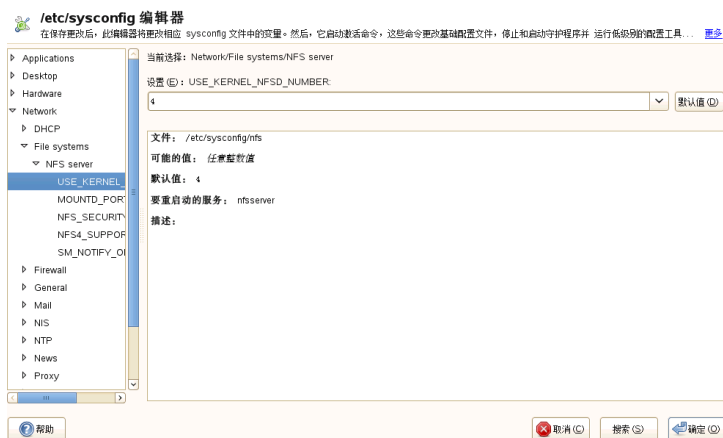 /etc/sysconfig 编辑器
在保存更改后，此编辑器将更改相应 sysconfig 文件中的变量。然后，它启动激活命令，这些命令更改基础配置文件，停止和启动守护程序并 运行低级别的配置工具... 更多
Applications
Desktop
Hardware
Network
DHCP
File systems
NFS server
USE_KERNEL_
MOUNTD_POR
NFS_SECURIT
NFS4_SUPPOR
SM_NOTIFY_O
Firewall
General
Mail
NIS
NTP
News
Proxy
当前选择：Network/File systems/NFS server
设置(E)：USE_KERNEL_NFSD_NUMBER:
4
默认值(D)
文件： /etc/sysconfig/nfs
可能的值： 任意整数值
默认值： 4
要重启动的服务： nfsserver
描述：
帮助
取消(C)
搜索(S)
确定(O)